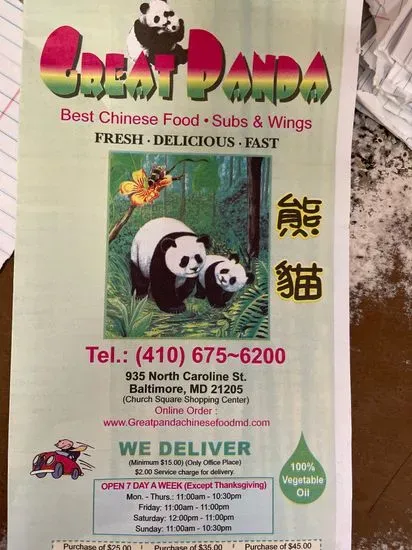 GREAT PANDA
Best Chinese Food • Subs & Wings
FRESH · DELICIOUS · FAST
熊
貓
Tel.: (410) 675~6200
935 North Caroline St.
Baltimore, MD 21205
(Church Square Shopping Center)
Online Order :
www.Greatpandachinesefoodmd.com
WE DELIVER
(Minimum $15.00) (Only Office Place)
$2.00 Service charge for delivery.
100%
Vegetable
Oil
OPEN 7 DAY A WEEK (Except Thanksgiving)
Mon. - Thurs.: 11:00am - 10:30pm
Friday: 11:00am - 11:00pm
Saturday: 12:00pm - 11:00pm
Sunday: 11:00am - 10:30pm
Purchase of $25.00
Purchase of $35.00
Purchase of $45.00